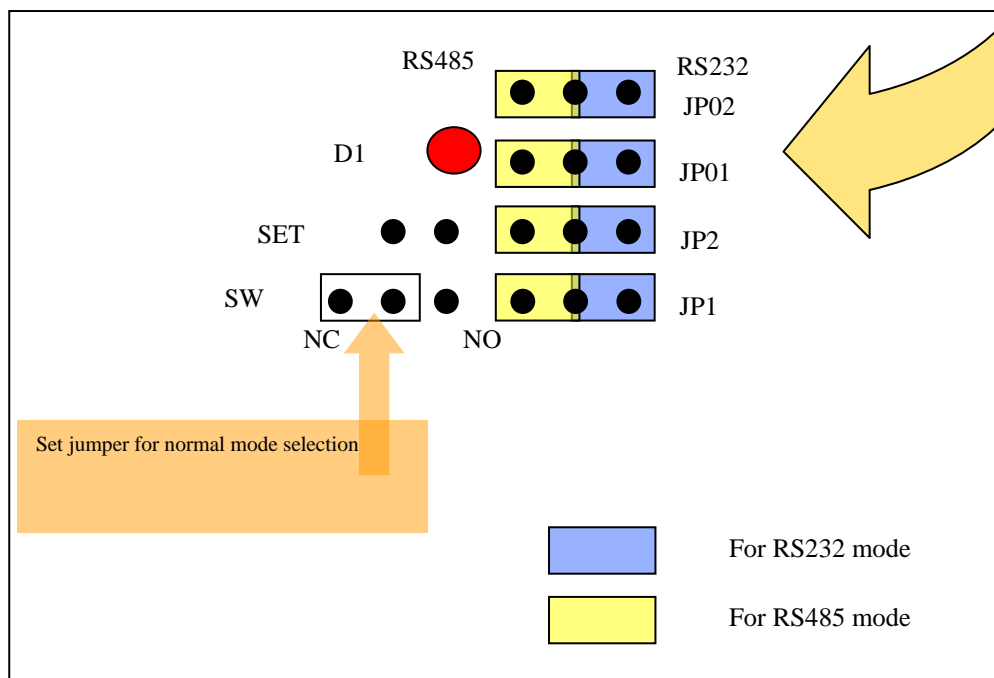 RS485
RS232
JP02
D1
JP01
SET
JP2
SW
JP1
NC
NO
Set jumper for normal mode selection
For RS232 mode
For RS485 mode